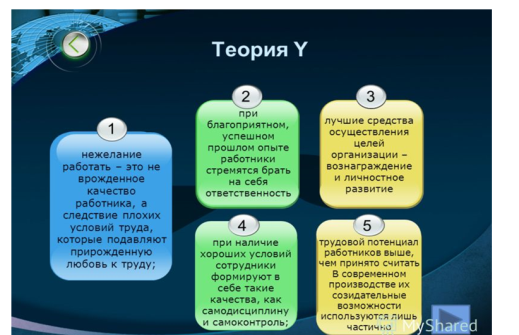 Теория Y
1
нежелание
работать – это не
врожденное
качество
работника, а
следствие плохих
условий труда,
которые подавляют
прирожденную
любовь к труду;
2
при
благоприятном,
успешном
прошлом опыте
работники
стремятся брать
на себя
ответственность
3
лучшие средства
осуществления
целей
организации –
вознаграждение
и личностное
развитие
4
при наличие
хороших условий
сотрудники
формируют в
себе такие
качества, как
самодисциплину
и самоконтроль;
5
трудовой потенциал
работников выше,
чем принято считать
В современном
производстве их
созидательные
возможности
используются лишь
частично
MyShared